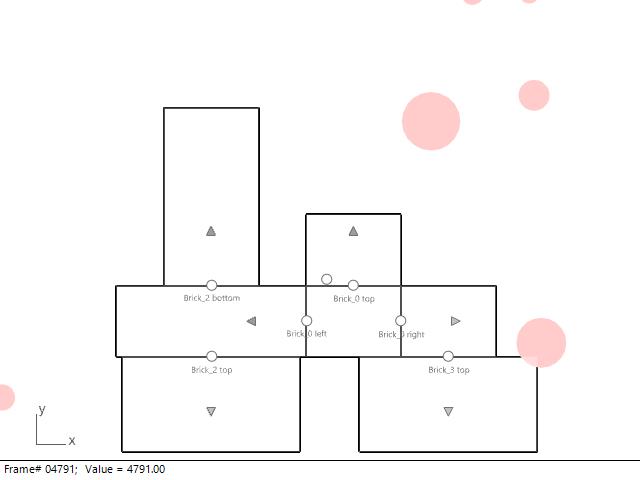 Brick_2 bottom
Brick_0 top
Brick_0 left
Brick_0 right
Brick_2 top
Brick_3 top
y
x
Frame# 04791; Value = 4791.00